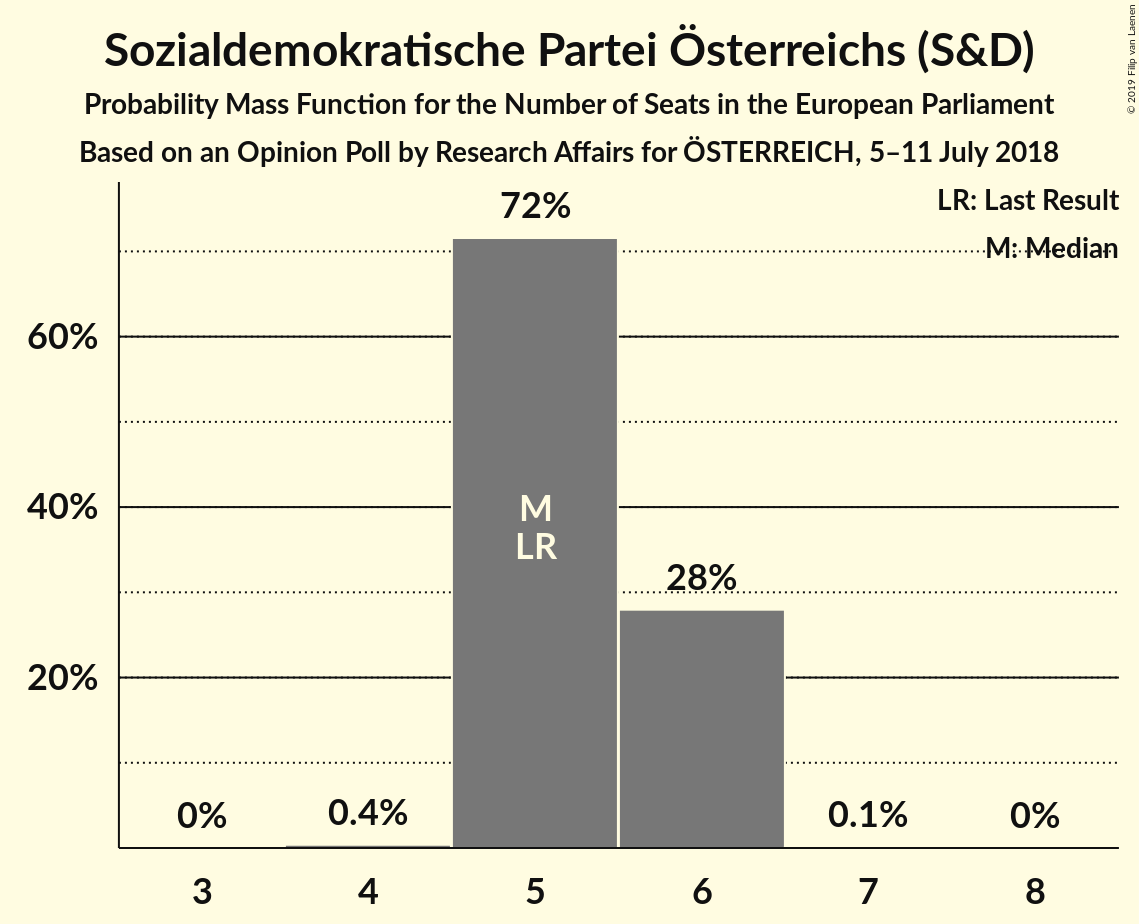 Sozialdemokratische Partei Österreichs (S&D)
Probability Mass Function for the Number of Seats in the European Parliament
Based on an Opinion Poll by Research Affairs for ÖSTERREICH, 5–11 July 2018
© 2019 Filip van Laenen
LR: Last Result
M: Median
72%
60%
40%
M
LR
28%
20%
0%
0.4%
0.1%
0%
3
4
5
6
7
8